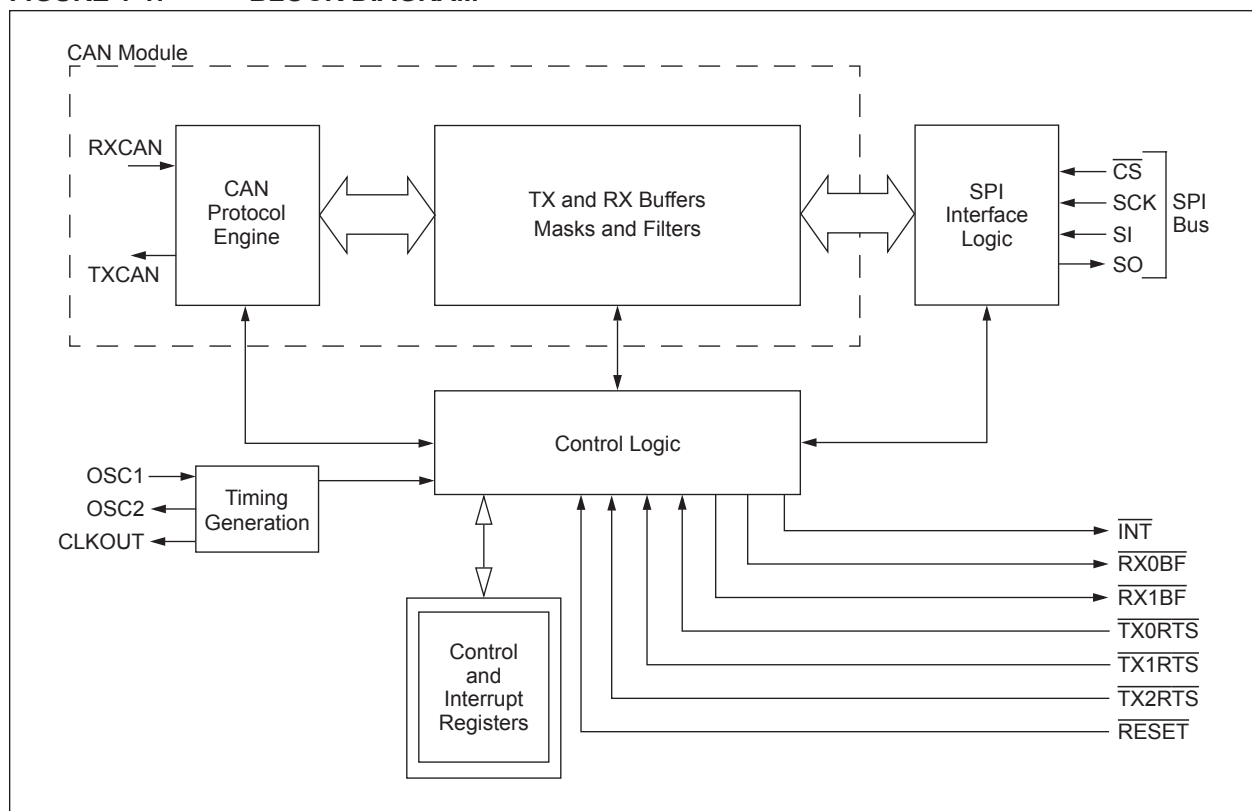 CAN Module
RXCAN
TXCAN
CAN
Protocol
Engine
TX and RX Buffers
Masks and Filters
SPI
Interface
Logic
CS
SCK
SI
SO
SPI
Bus
Control Logic
OSC1
OSC2
CLKOUT
Timing
Generation
Control
and
Interrupt
Registers
INT
RX0BF
RX1BF
TX0RTS
TX1RTS
TX2RTS
RESET